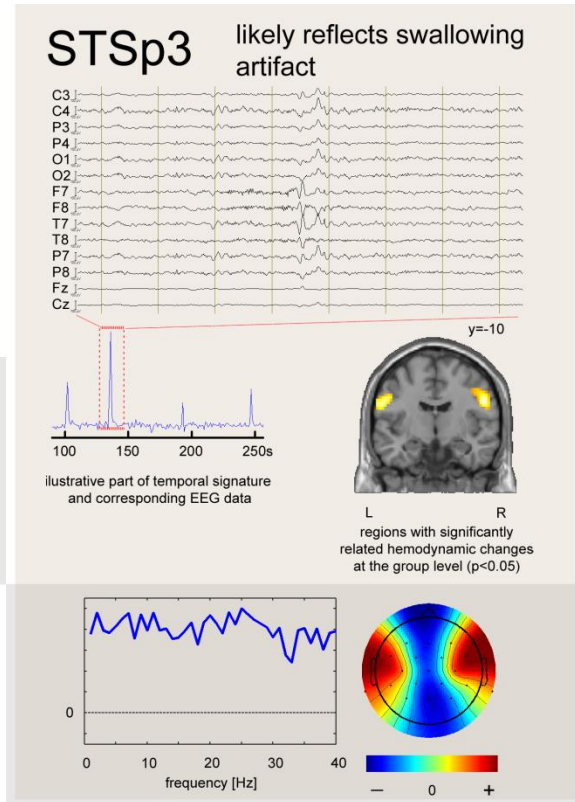 STSp3
likely reflects swallowing
artifact
C3
C4
P3
P4
O1
O2
F7
F8
T7
T8
P7
P8
Fz
Cz
y=-10
100 150 200 250s
illustrative part of temporal signature
and corresponding EEG data
L R
regions with significantly
related hemodynamic changes
at the group level (p<0.05)
0
0 10 20 30 40
frequency [Hz]
− 0 +